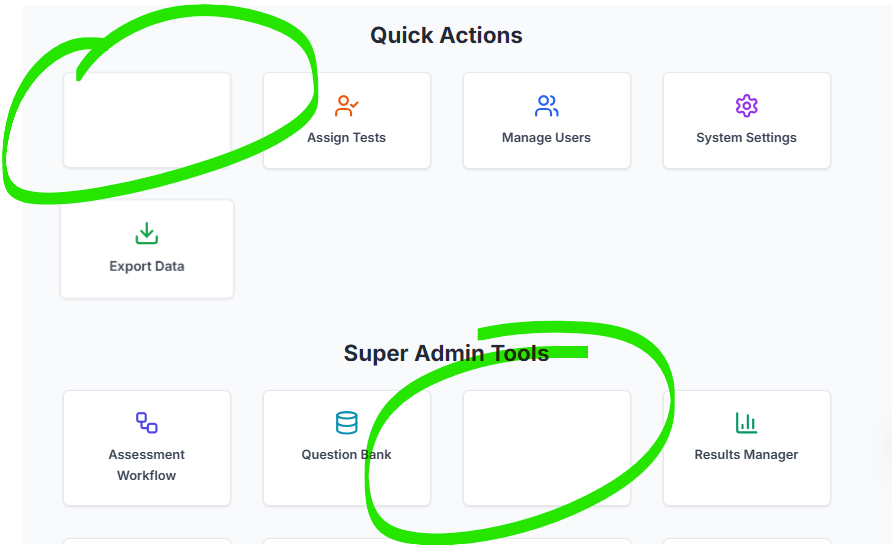 Quick Actions
Assign Tests
Manage Users
System Settings
Export Data
Super Admin Tools
Assessment
Workflow
Question Bank
Results Manager